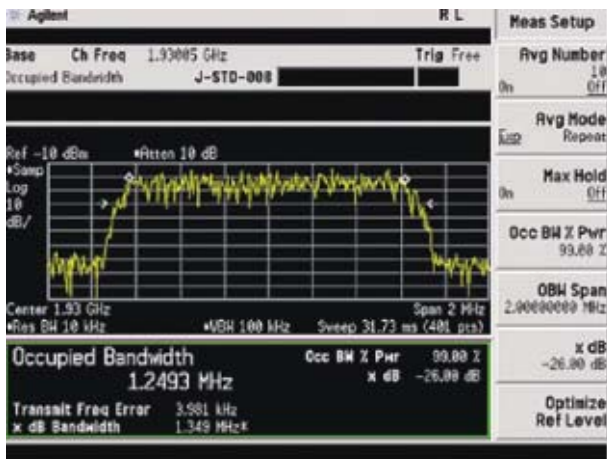 Agilent R L
Base Ch Freq 1.93005 GHz Trig Free
Occupied Bandwidth J-STD-008
Ref -10 dBm *Atten 10 dB
*Samp
Log
10
dB/
Center 1.93 GHz Span 2 MHz
*Res BW 10 kHz *VBW 100 kHz Sweep 31.73 ms (401 pts)
Occupied Bandwidth Occ BW % Pwr 99.00 %
1.2493 MHz x dB -26.00 dB
Transmit Freq Error 3.981 kHz
x dB Bandwidth 1.349 MHz*
Meas Setup
Avg Number
10
On Off
Avg Mode
Exp Repeat
Max Hold
On Off
Occ BW % Pwr
99.00 %
OBW Span
2.00000000 MHz
x dB
-26.00 dB
Optimize
Ref Level